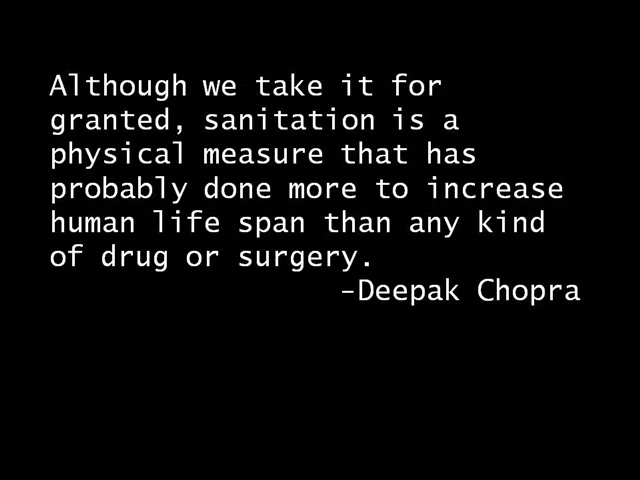 Although we take it for
granted, sanitation is a
physical measure that has
probably done more to increase
human life span than any kind
of drug or surgery.
-Deepak Chopra